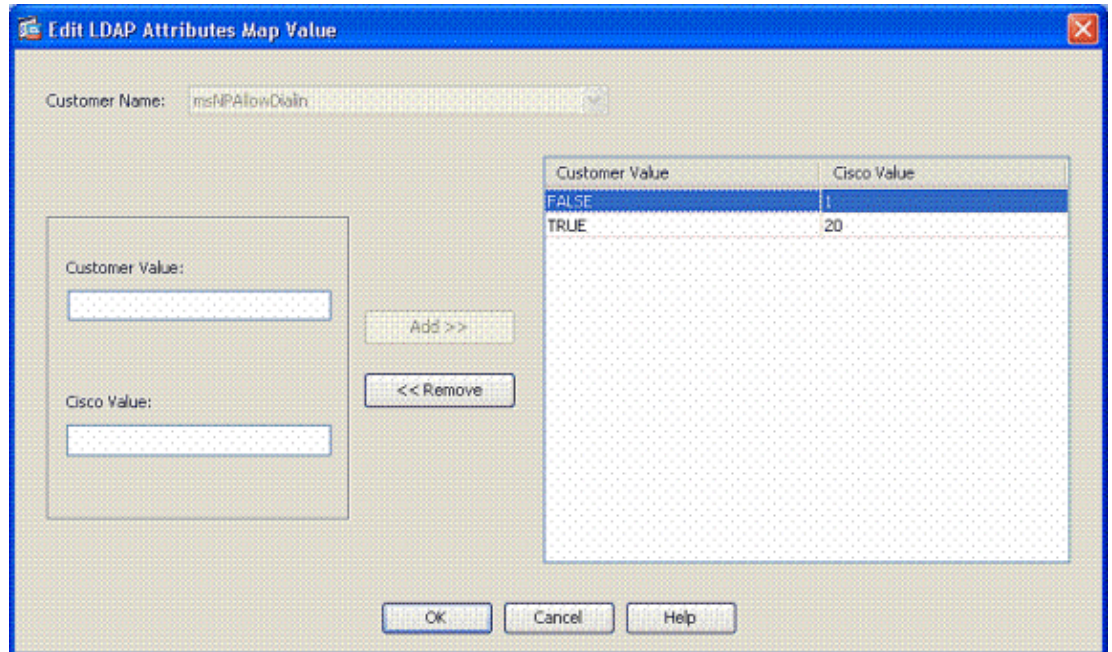 Edit LDAP Attributes Map Value
Customer Name: msNPAllowDialin
Customer Value Cisco Value
FALSE 1
TRUE 20
Customer Value:
Add >>
<< Remove
Cisco Value:
OK Cancel Help